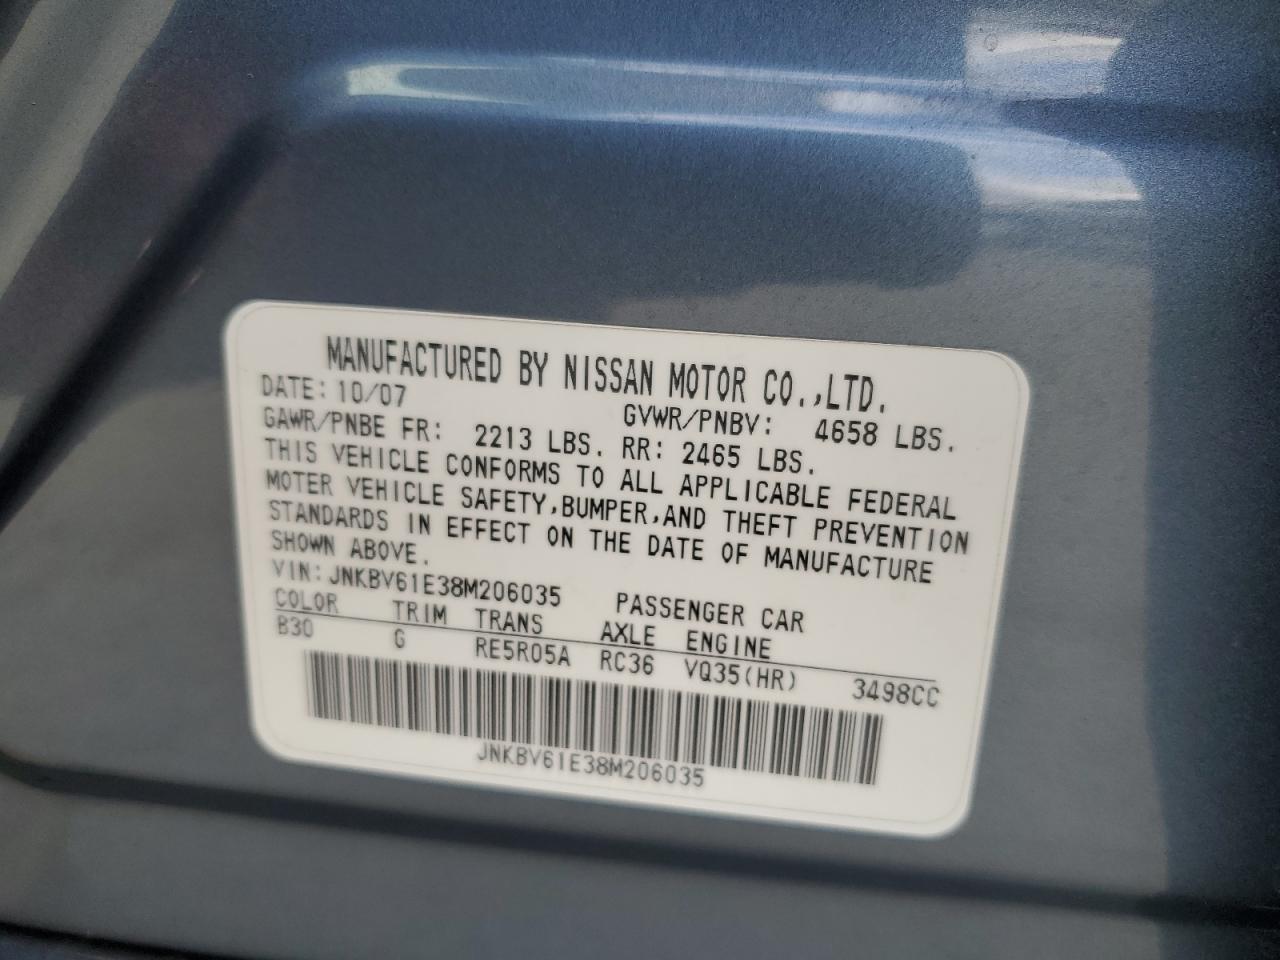 MANUFACTURED BY NISSAN MOTOR CO.,LTD.
DATE: 10/07 GVWR/PNBV: 4658 LBS.
GAWR/PNBE FR: 2213 LBS. RR: 2465 LBS.
THIS VEHICLE CONFORMS TO ALL APPLICABLE FEDERAL
MOTER VEHICLE SAFETY,BUMPER,AND THEFT PREVENTION
STANDARDS IN EFFECT ON THE DATE OF MANUFACTURE
SHOWN ABOVE.
VIN: JNKBV61E38M206035 PASSENGER CAR
COLOR TRIM TRANS AXLE ENGINE
B30 G RE5R05A RC36 VQ35(HR) 3498CC
JNKBV61E38M206035